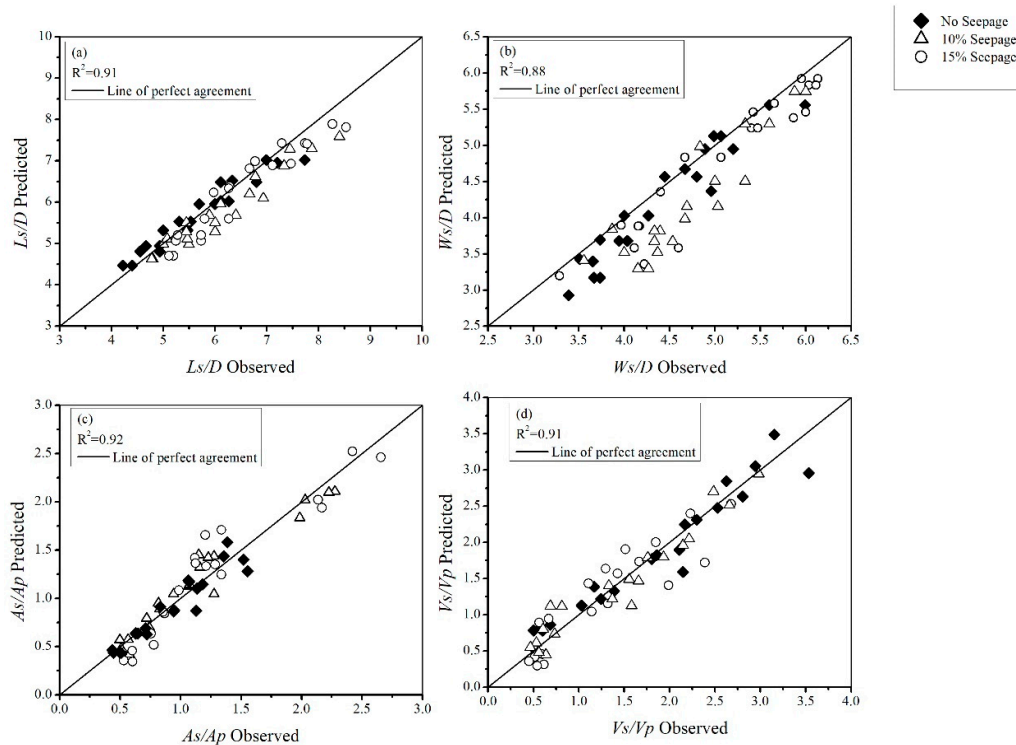 No Seepage
10% Seepage
15% Seepage
(a)
R²=0.91
Line of perfect agreement
10
9
8
7
6
5
4
3
3 4 5 6 7 8 9 10
Ls/D Predicted
Ls/D Observed
(b)
R²=0.88
Line of perfect agreement
6.5
6.0
5.5
5.0
4.5
4.0
3.5
3.0
2.5
2.5 3.0 3.5 4.0 4.5 5.0 5.5 6.0 6.5
Ws/D Predicted
Ws/D Observed
(c)
R²=0.92
Line of perfect agreement
3.0
2.5
2.0
1.5
1.0
0.5
0.0
0.0 0.5 1.0 1.5 2.0 2.5 3.0
As/Ap Predicted
As/Ap Observed
(d)
R²=0.91
Line of perfect agreement
4.0
3.5
3.0
2.5
2.0
1.5
1.0
0.5
0.0
0.0 0.5 1.0 1.5 2.0 2.5 3.0 3.5 4.0
Vs/Vp Predicted
Vs/Vp Observed